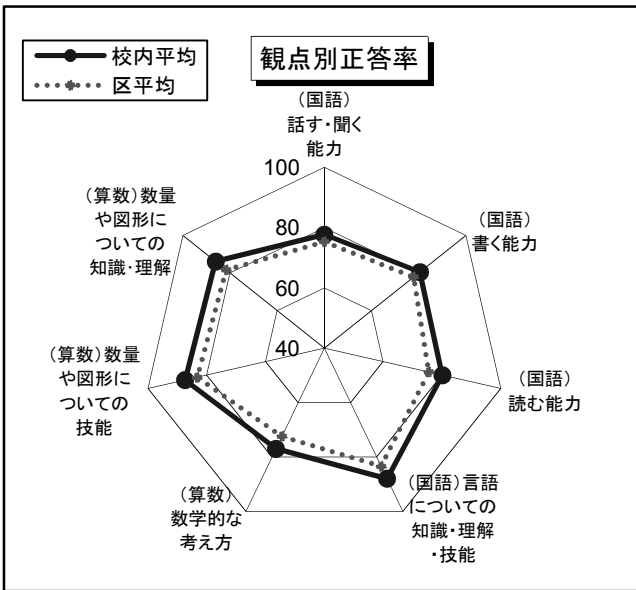 観点別正答率
校内平均
区平均
(国語)
話す・聞く
能力
(国語)
書く能力
(国語)
読む能力
(国語)言語
についての
知識・理解
・技能
(算数)
数学的な
考え方
(算数)数量
や図形に
ついての
技能
(算数)数量
や図形に
ついての
知識・理解
100
80
60
40